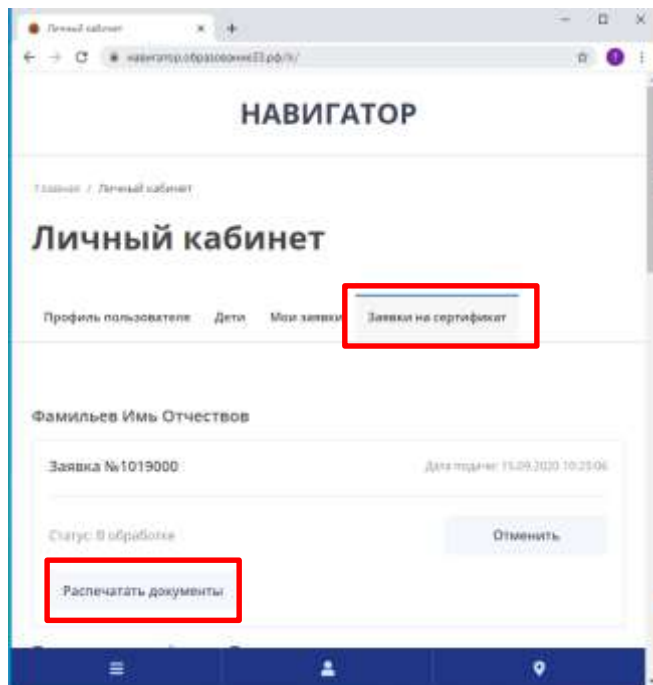 Личный кабинет
НАВИГАТОР
Главная / Личный кабинет
Личный кабинет
Профиль пользователя Дети Мои заявки Заявки на сертификат
Фамильев Имь Отчествов
Заявка №1019000 Дата подачи: 15.09.2020 10:25:06
Статус: В обработке Отменить
Распечатать документы